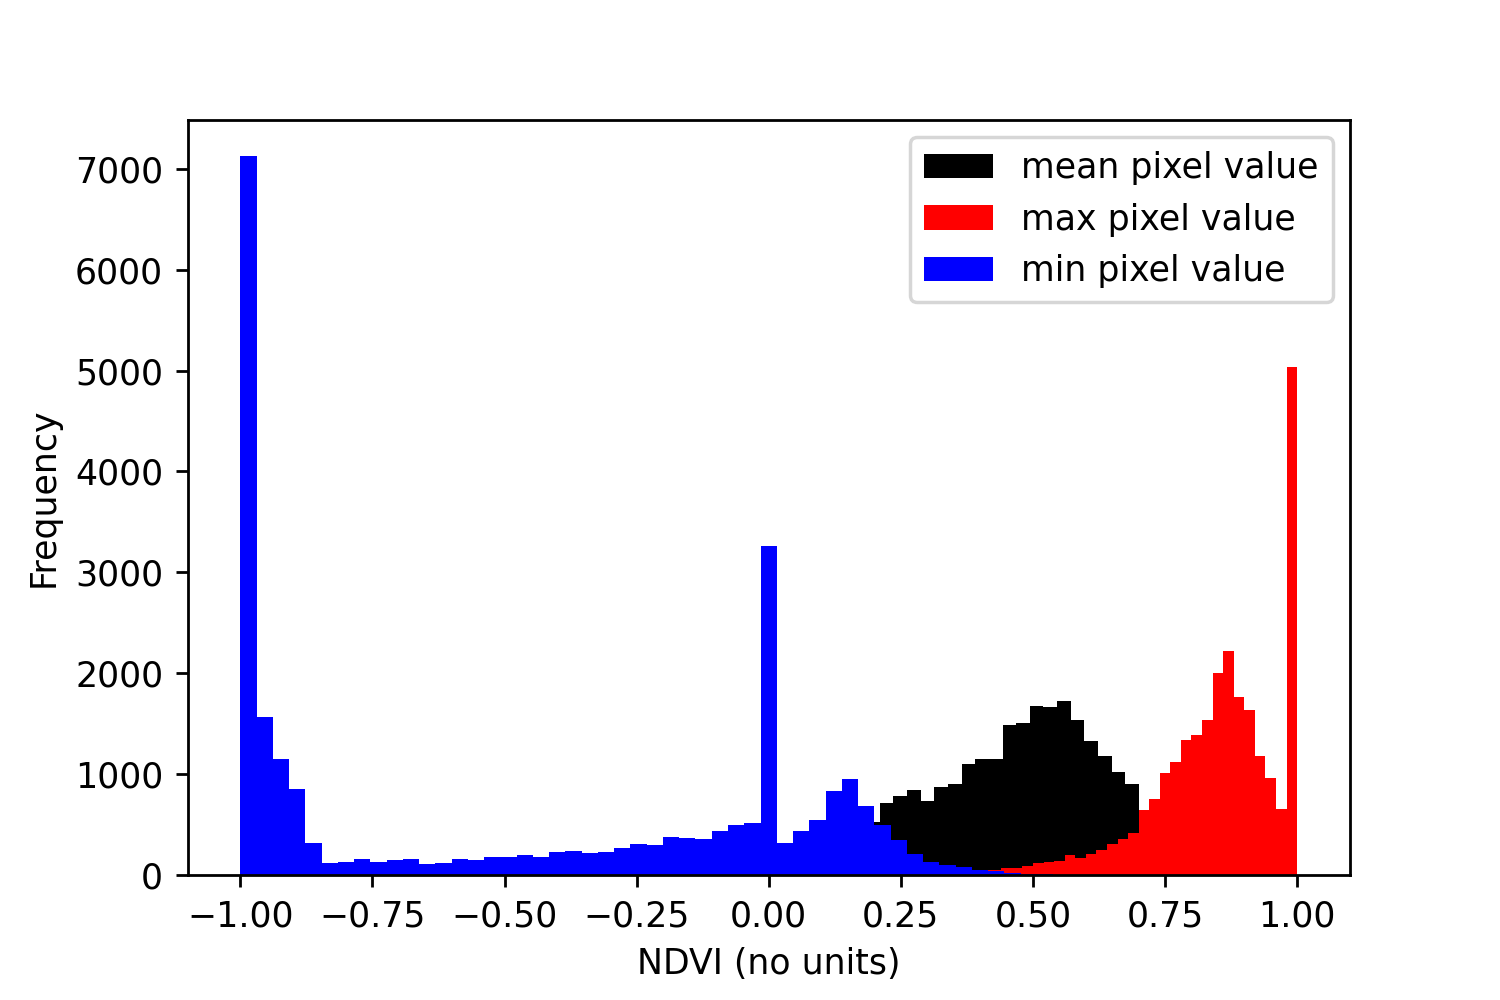 mean pixel value
max pixel value
min pixel value
7000
6000
5000
4000
3000
2000
1000
0
Frequency
−1.00 −0.75 −0.50 −0.25 0.00 0.25 0.50 0.75 1.00
NDVI (no units)